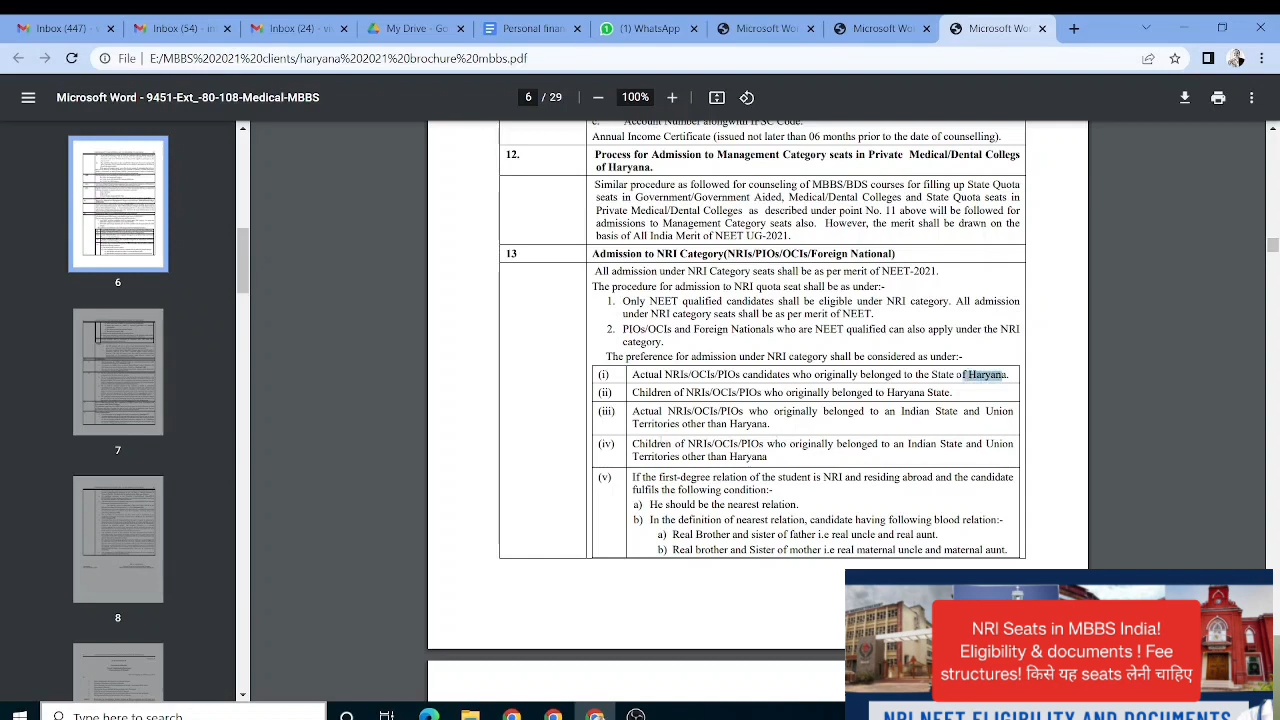 Inbox (447) - v
Inbox (54) - in
Inbox (24) - vi
My Drive - Go
Personal finan
(1) WhatsApp
Microsoft Wor
Microsoft Wo
Microsoft Wor
File | E:/MBBS%202021%20clients/haryana%202021%20brochure%20mbbs.pdf
Microsoft Word - 9451-Ext_-80-108-Medical-MBBS
6 / 29
100%
c. Account Number alongwith IFSC Code.
Annual Income Certificate (issued not later than 06 months prior to the date of counselling).
12. Process for Admission to Management Category seats in Private Medical/Dental Collegs
of Haryana.
Similar procedure as followed for counseling of MBBS/BDS courses for filling up State Quota
seats in Government/Government Aided, Medical/Dental Colleges and State Quota seats in
Private Medical/Dental Colleges as described under point No. 11 above will be followed for
admissions to Management Category seats also. However, the merit shall be drawn on the
basis of All India Merit of NEET UG-2021.
13 Admission to NRI Category(NRIs/PIOs/OCIs/Foreign National)
All admission under NRI Category seats shall be as per merit of NEET-2021.
The procedure for admission to NRI quota seat shall be as under:-
1. Only NEET qualified candidates shall be eligible under NRI category. All admission
under NRI category seats shall be as per merit of NEET.
2. PIOs/OCIs and Foreign Nationals who are NEET qualified can also apply under the NRI
category.
The preference for admission under NRI category shall be considered as under:-
(i) Actual NRIs/OCIs/PIOs candidates who originally belonged to the State of Haryana.
(ii) Children of NRIs/OCIs/PIOs who originally belonged to Haryana State.
iii) Actual NRIs/OCIs/PIOs who originally belonged to an Indian State and Union
Territories other than Haryana.
(iv) Children of NRIs/OCIs/PIOs who originally belonged to an Indian State and Union
Territories other than Haryana
(v) If the first-degree relation of the student is NRI and residing abroad and the candidate
fulfils the following condition:-
a) He should be the nearest relation.
b) In the definition of nearest relation, candidate having following blood relation:-
a) Real Brother and sister of father i.e real uncle and real aunt.
b) Real brother and Sister of mother i.e real maternal uncle and maternal aunt.
6
7
8
NRI Seats in MBBS India!
Eligibility & documents ! Fee
structures! किसे यह seats लेनी चाहिए
NRI NEET ELIGIBILITY AND DOCUMENTS
Type here to search